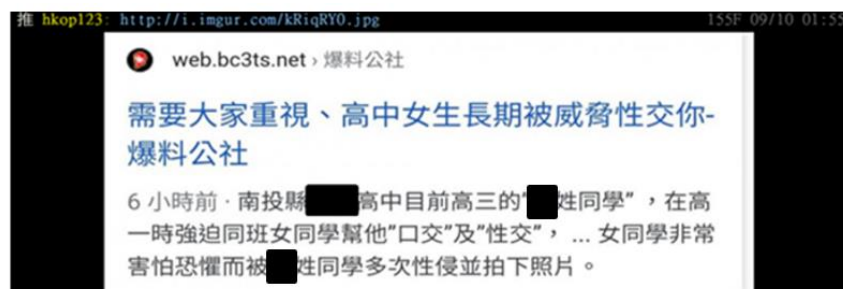 推 hkop123: http://i.imgur.com/kRiqRYO.jpg 155F 09/10 01:55
web.bc3ts.net › 爆料公社
需要大家重視、高中女生長期被威脅性交你-
爆料公社
6 小時前 · 南投縣 高中目前高三的" 姓同學" ,在高
一時強迫同班女同學幫他"口交"及"性交", ... 女同學非常
害怕恐懼而被 姓同學多次性侵並拍下照片。